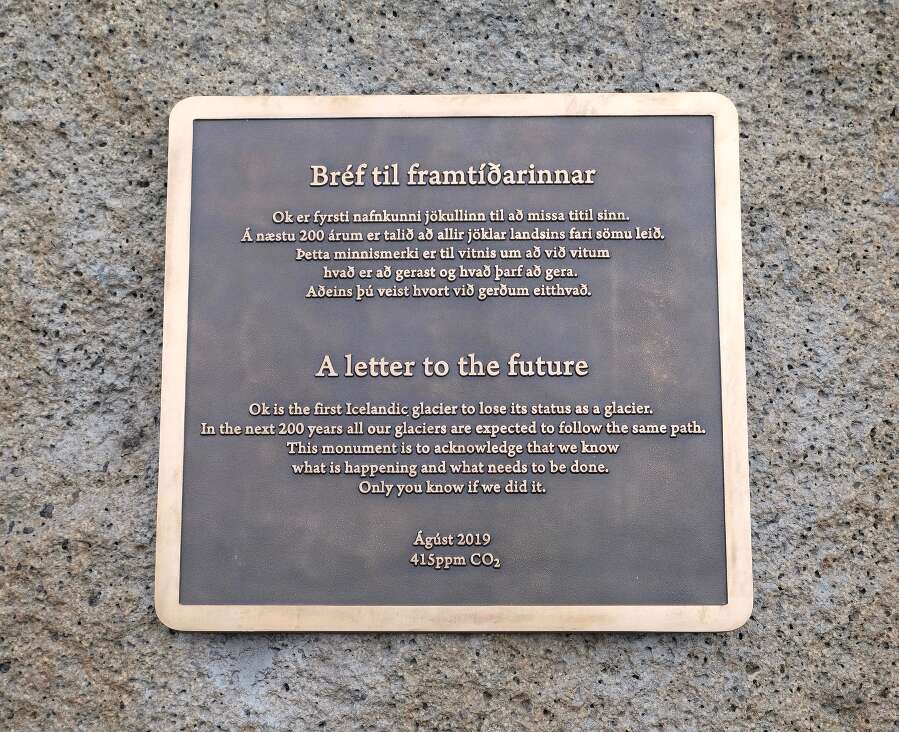 Bréf til framtíðarinnar
Ok er fyrsti nafnkunni jökullinn til að missa titil sinn.
Á næstu 200 árum er talið að allir jöklar landsins fari sömu leið.
Þetta minnismerki er til vitnis um að við vitum
hvað er að gerast og hvað þarf að gera.
Aðeins þú veist hvort við gerðum eitthvað.
A letter to the future
Ok is the first Icelandic glacier to lose its status as a glacier.
In the next 200 years all our glaciers are expected to follow the same path.
This monument is to acknowledge that we know
what is happening and what needs to be done.
Only you know if we did it.
Ágúst 2019
415ppm CO₂